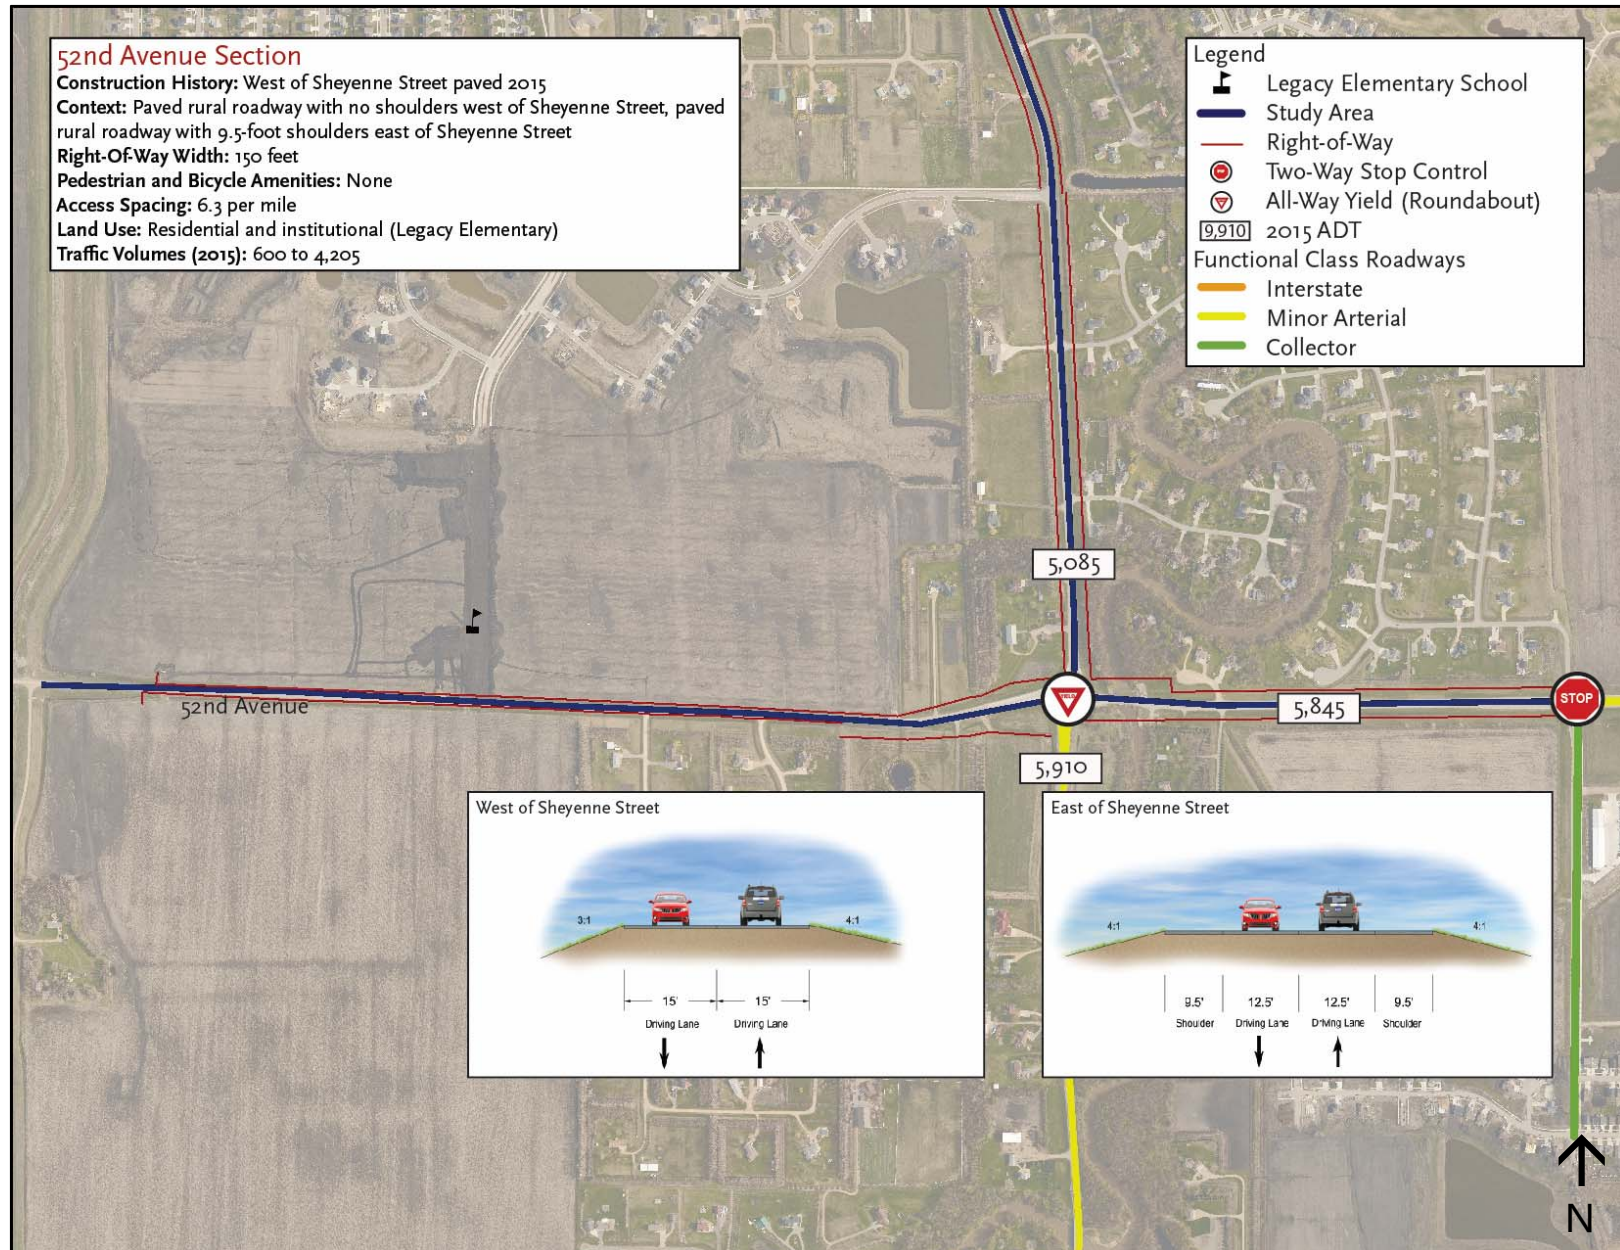 52nd Avenue Section
Construction History: West of Sheyenne Street paved 2015
Context: Paved rural roadway with no shoulders west of Sheyenne Street, paved
rural roadway with 9.5-foot shoulders east of Sheyenne Street
Right-Of-Way Width: 150 feet
Pedestrian and Bicycle Amenities: None
Access Spacing: 6.3 per mile
Land Use: Residential and institutional (Legacy Elementary)
Traffic Volumes (2015): 600 to 4,205
Legend
Legacy Elementary School
Study Area
Right-of-Way
Two-Way Stop Control
All-Way Yield (Roundabout)
9,910 2015 ADT
Functional Class Roadways
Interstate
Minor Arterial
Collector
5,085
52nd Avenue
YIELD
5,845
STOP
5,910
West of Sheyenne Street
3:1
4:1
15' 15'
Driving Lane Driving Lane
East of Sheyenne Street
4:1
4:1
9.5' 12.5' 12.5' 9.5'
Shoulder Driving Lane Driving Lane Shoulder
N